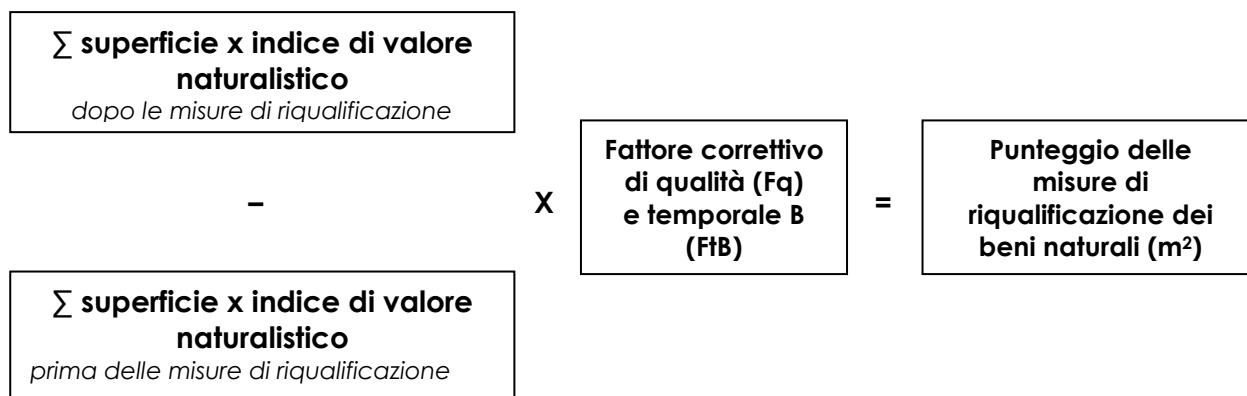 ∑ superficie x indice di valore
naturalistico
dopo le misure di riqualificazione
–
∑ superficie x indice di valore
naturalistico
prima delle misure di riqualificazione
X
Fattore correttivo
di qualità (Fq)
e temporale B
(FtB)
=
Punteggio delle
misure di
riqualificazione dei
beni naturali (m²)